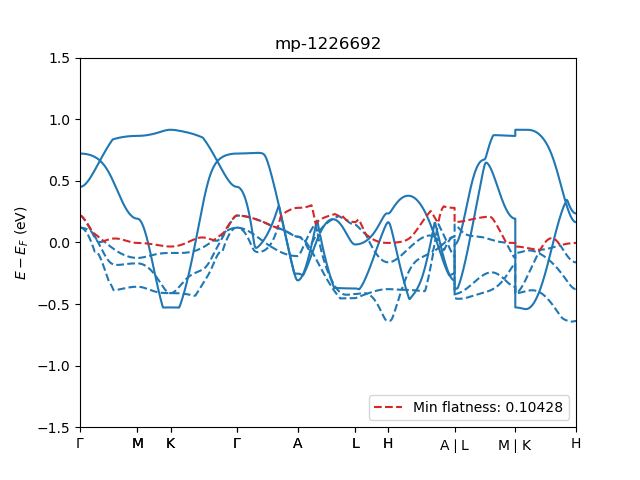 mp-1226692
1.5
1.0
0.5
0.0
−0.5
−1.0
−1.5
E − E_F (eV)
Min flatness: 0.10428
Γ M K Γ A L H A | L M | K H